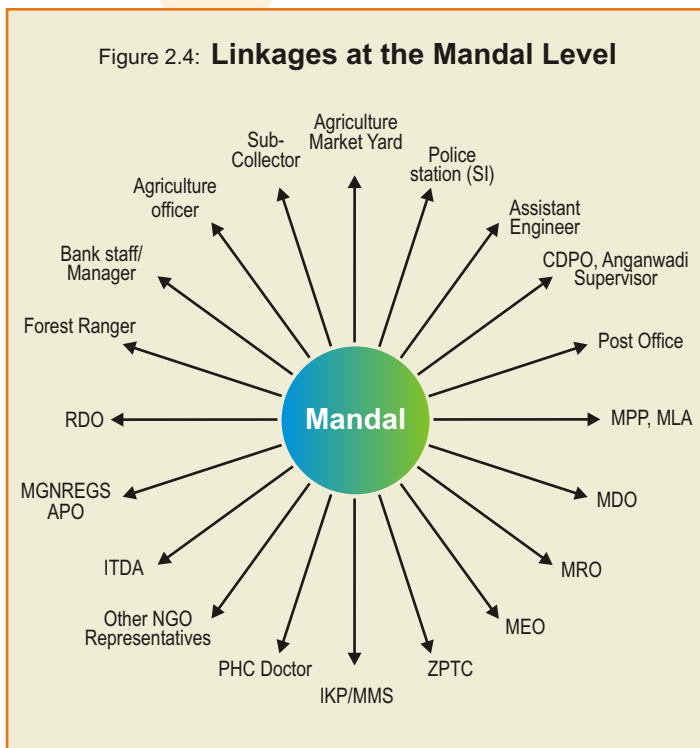 Figure 2.4: Linkages at the Mandal Level
Agriculture
Market Yard
Police
station (SI)
Assistant
Engineer
CDPO, Anganwadi
Supervisor
Post Office
MPP, MLA
MDO
MRO
MEO
ZPTC
IKP/MMS
PHC Doctor
Other NGO
Representatives
ITDA
MGNREGS
APO
RDO
Forest Ranger
Bank staff/
Manager
Agriculture
officer
Sub-
Collector
Mandal